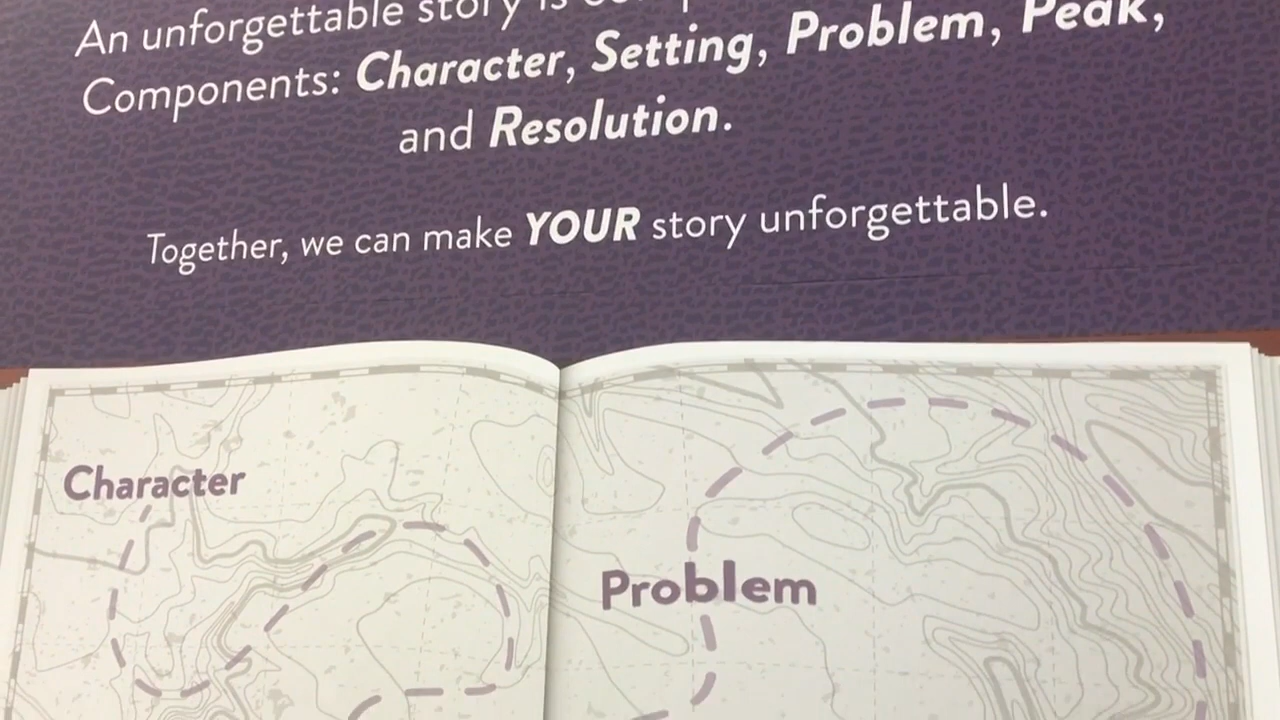 An unforgettable story is
Components: Character, Setting, Problem, Peak,
and Resolution.
Together, we can make YOUR story unforgettable.
Character
Problem